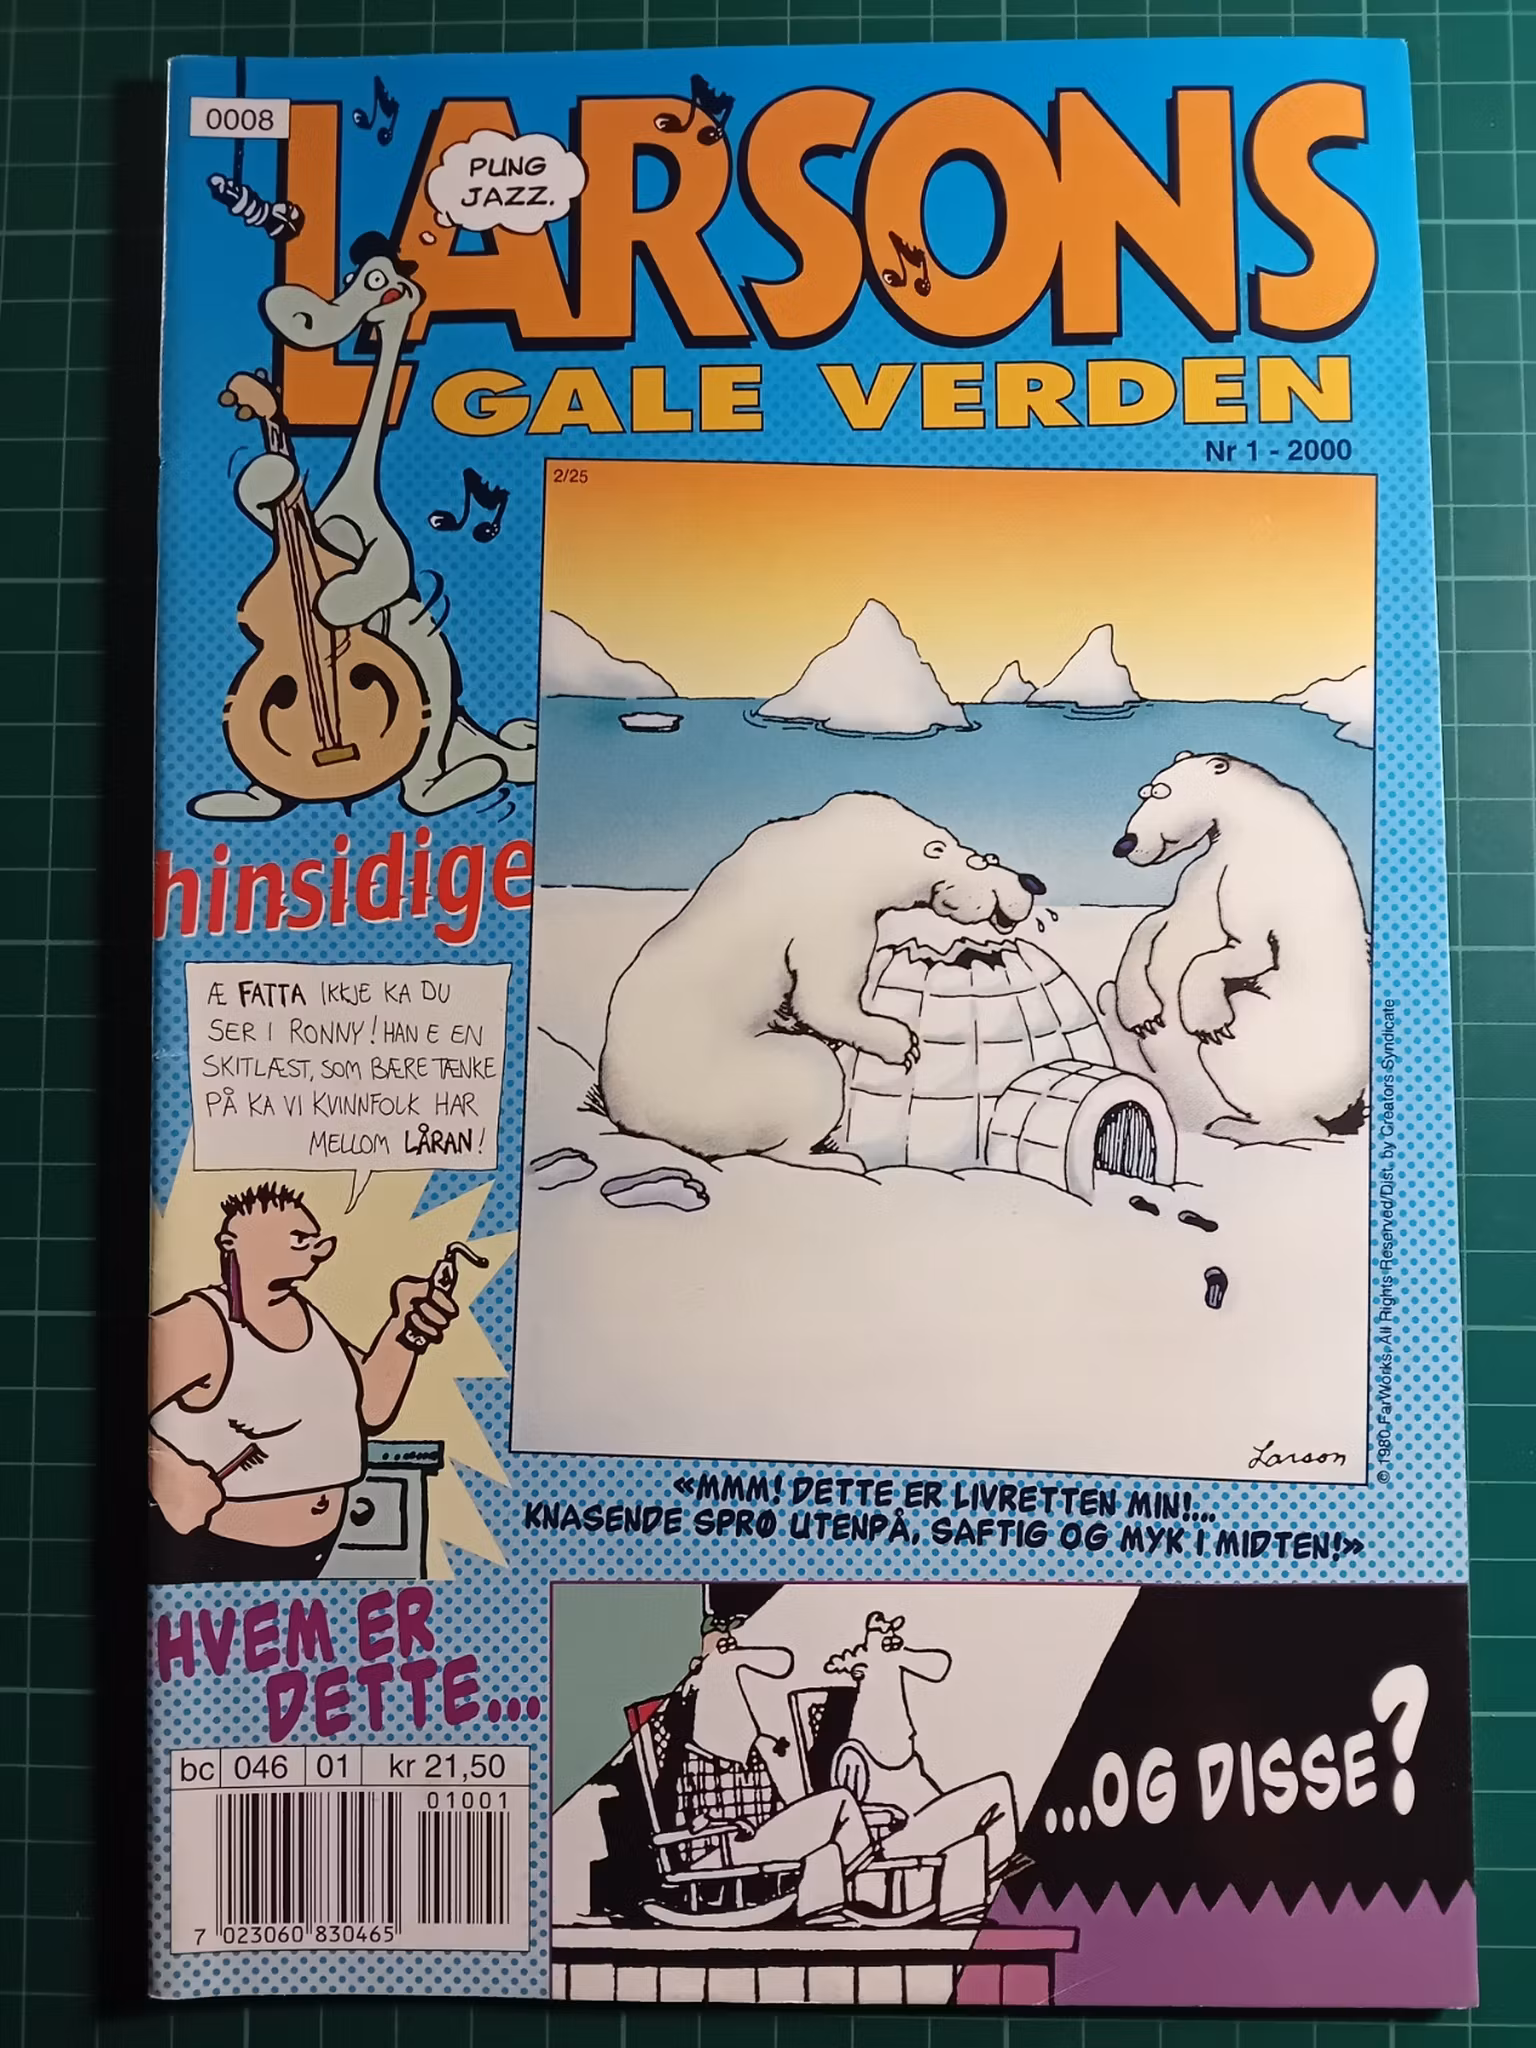 0008
LARSONS
PUNG
JAZZ.
GALE VERDEN
Nr 1 - 2000
2/25
hinsidige
Æ FATTA IKKJE KA DU
SER I RONNY! HAN E EN
SKITLÆST, SOM BÆRE TÆNKE
PÅ KA VI KVINNFOLK HAR
MELLOM LÅRAN!
Larson
© 1980 FarWorks. All Rights Reserved/Dist. by Creators Syndicate
«MMM! DETTE ER LIVRETTEN MIN!...
KNASENDE SPRØ UTENPÅ, SAFTIG OG MYK I MIDTEN!»
HVEM ER
DETTE...
...OG DISSE?
bc 046 01 kr 21,50
01001
7 023060 830465